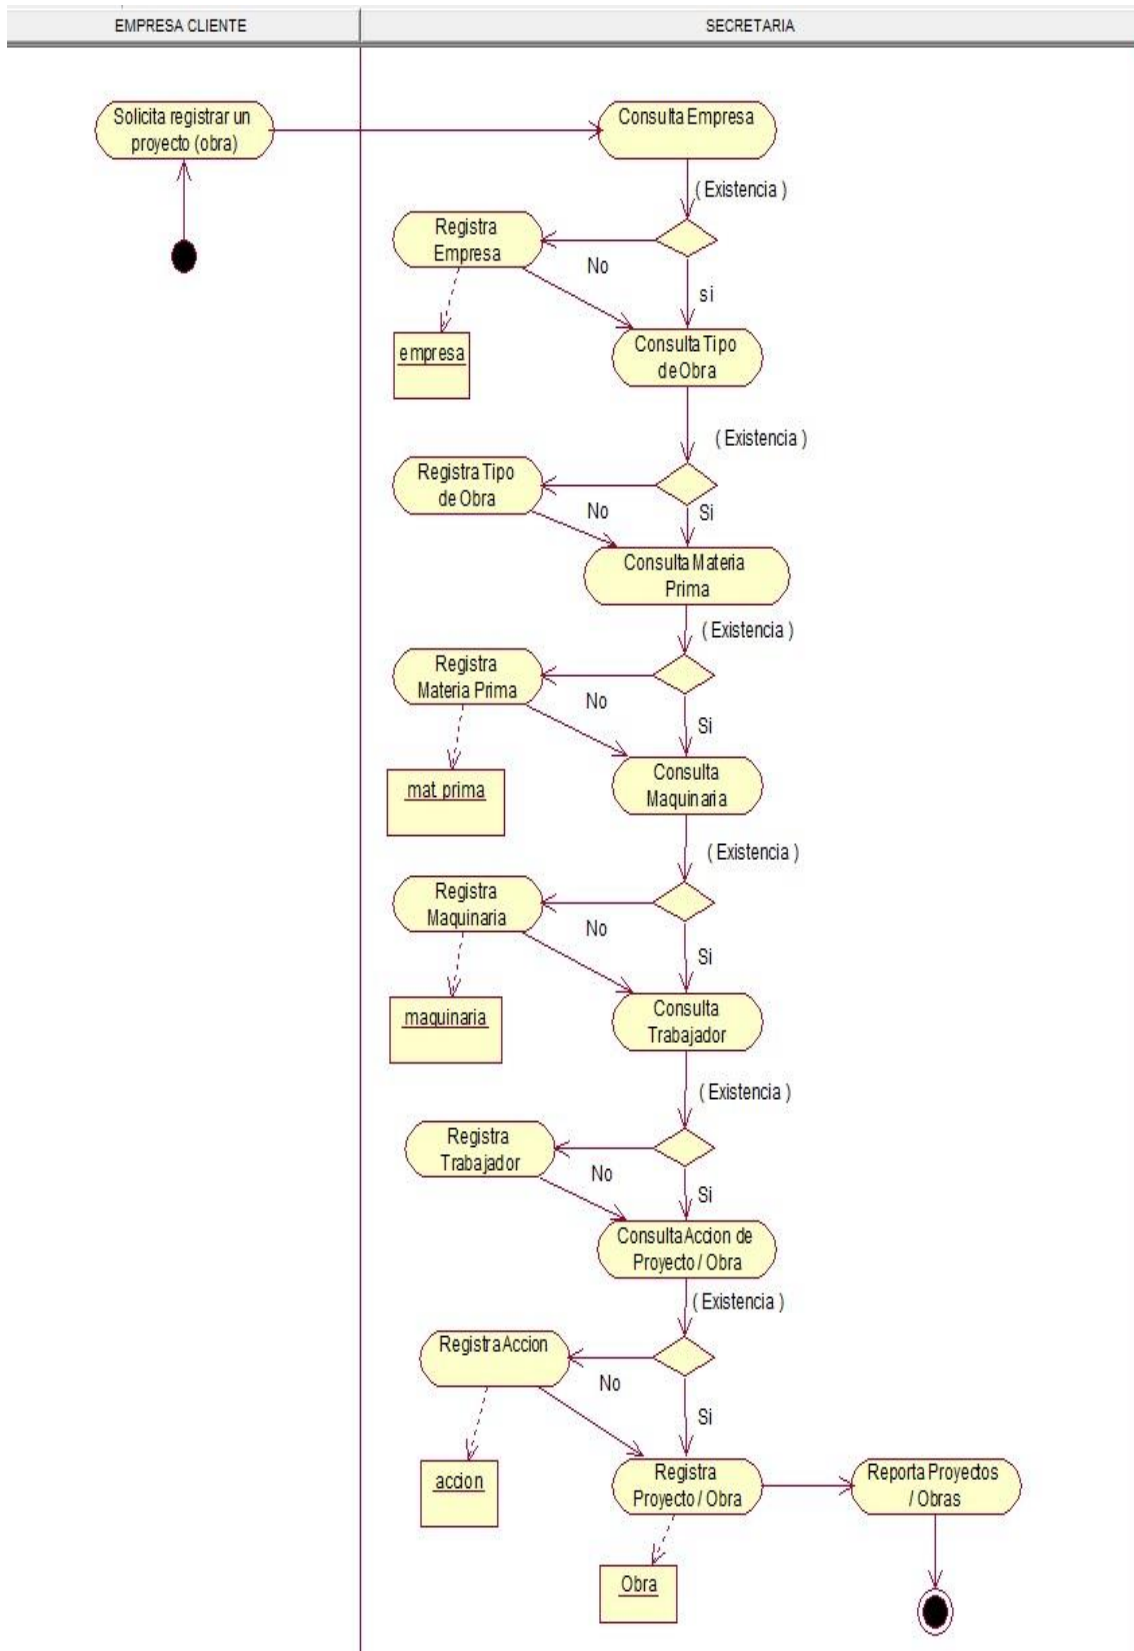 EMPRESA CLIENTE
SECRETARIA
Solicita registrar un
proyecto (obra)
Consulta Empresa
( Existencia )
Registra
Empresa
No
si
empresa
Consulta Tipo
de Obra
( Existencia )
Registra Tipo
de Obra
No
Si
Consulta Materia
Prima
( Existencia )
Registra
Materia Prima
No
Si
mat. prima
Consulta
Maquinaria
( Existencia )
Registra
Maquinaria
No
Si
maquinaria
Consulta
Trabajador
( Existencia )
Registra
Trabajador
No
Si
Consulta Accion de
Proyecto / Obra
( Existencia )
Registra Accion
No
Si
accion
Registra
Proyecto / Obra
Reporta Proyectos
/ Obras
Obra